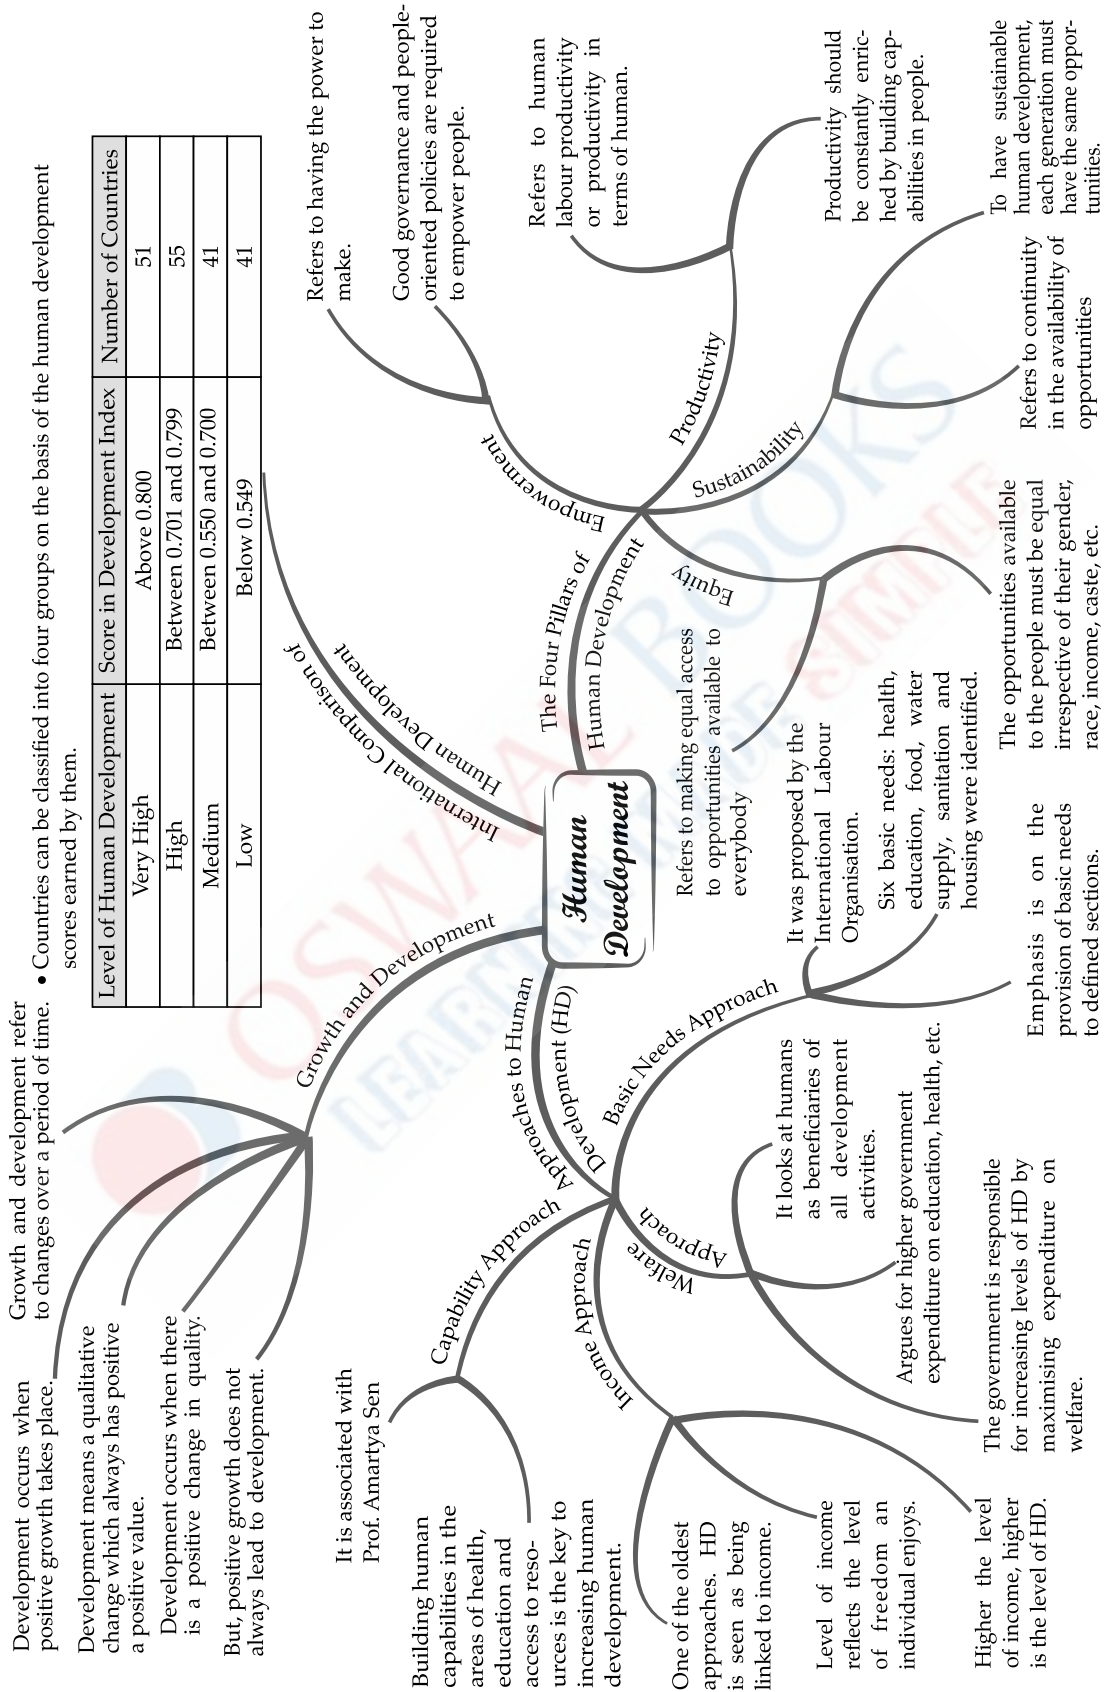 Human
Development
Growth and Development
Growth and development refer
to changes over a period of time.
Development occurs when
positive growth takes place.
Development means a qualitative
change which always has positive
a positive value.
Development occurs when there
is a positive change in quality.
But, positive growth does not
always lead to development.
International Comparison of
Human Development
• Countries can be classified into four groups on the basis of the human development
scores earned by them.
Level of Human Development Score in Development Index Number of Countries
Very High Above 0.800 51
High Between 0.701 and 0.799 55
Medium Between 0.550 and 0.700 41
Low Below 0.549 41
The Four Pillars of
Human Development
Empowerment
Refers to having the power to
make.
Good governance and people-
oriented policies are required
to empower people.
Productivity
Refers to human
labour productivity
or productivity in
terms of human.
Productivity should
be constantly enric-
hed by building cap-
abilities in people.
Sustainability
To have sustainable
human development,
each generation must
have the same oppor-
tunities.
Refers to continuity
in the availability of
opportunities
Equity
The opportunities available
to the people must be equal
irrespective of their gender,
race, income, caste, etc.
Refers to making equal access
to opportunities available to
everybody
Approaches to Human
Development (HD)
Basic Needs Approach
It was proposed by the
International Labour
Organisation.
Six basic needs: health,
education, food, water
supply, sanitation and
housing were identified.
Emphasis is on the
provision of basic needs
to defined sections.
Welfare
Approach
It looks at humans
as beneficiaries of
all development
activities.
Argues for higher government
expenditure on education, health, etc.
The government is responsible
for increasing levels of HD by
maximising expenditure on
welfare.
Income Approach
One of the oldest
approaches. HD
is seen as being
linked to income.
Level of income
reflects the level
of freedom an
individual enjoys.
Higher the level
of income, higher
is the level of HD.
Capability Approach
It is associated with
Prof. Amartya Sen
Building human
capabilities in the
areas of health,
education and
access to reso-
urces is the key to
increasing human
development.
OSWAAL BOOKS
LEARNING MADE SIMPLE